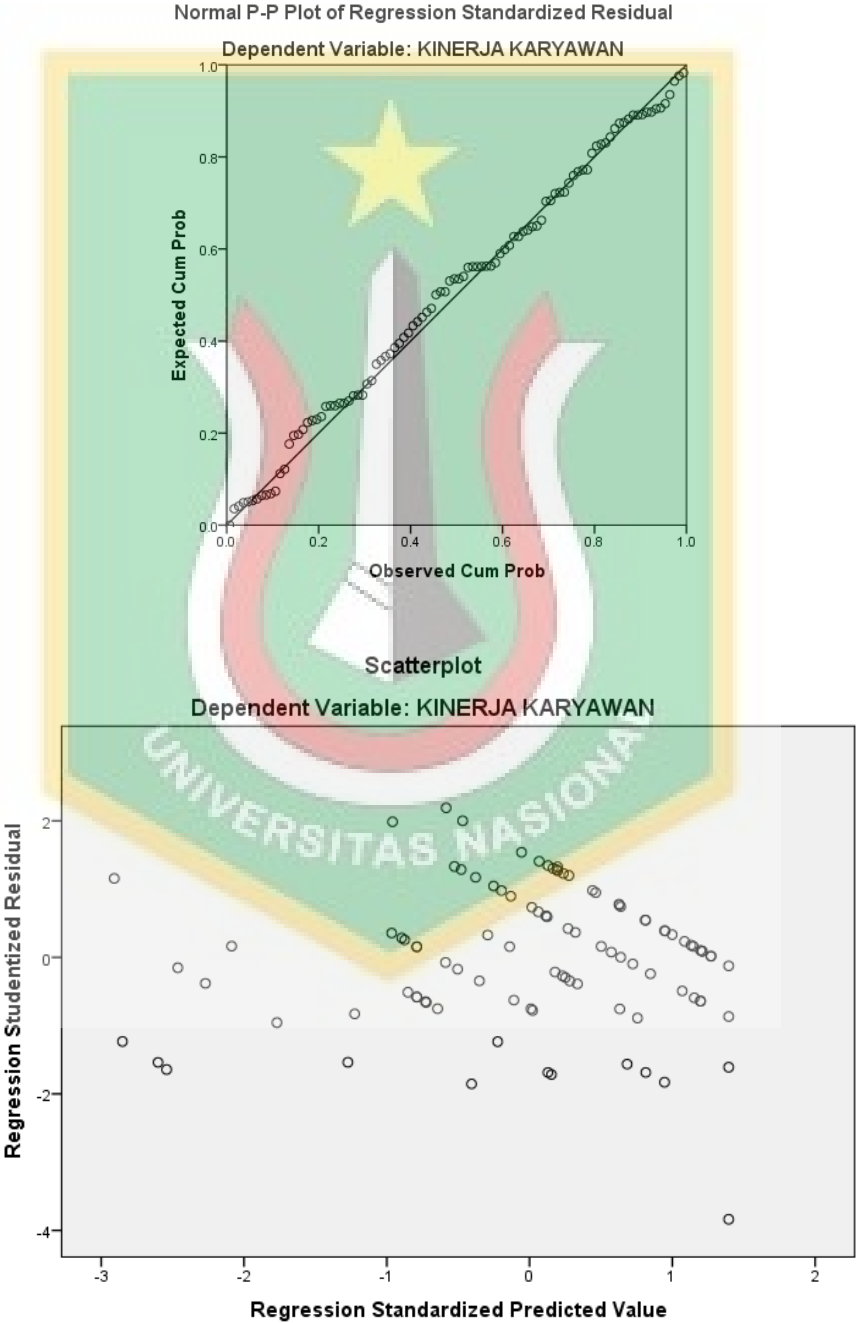 Normal P-P Plot of Regression Standardized Residual
Dependent Variable: KINERJA KARYAWAN
1.0
0.8
0.6
0.4
0.2
0.0
Expected Cum Prob
0.0 0.2 0.4 0.6 0.8 1.0
Observed Cum Prob
Scatterplot
Dependent Variable: KINERJA KARYAWAN
UNIVERSITAS NASIONAL
2
0
-2
-4
Regression Studentized Residual
-3 -2 -1 0 1 2
Regression Standardized Predicted Value